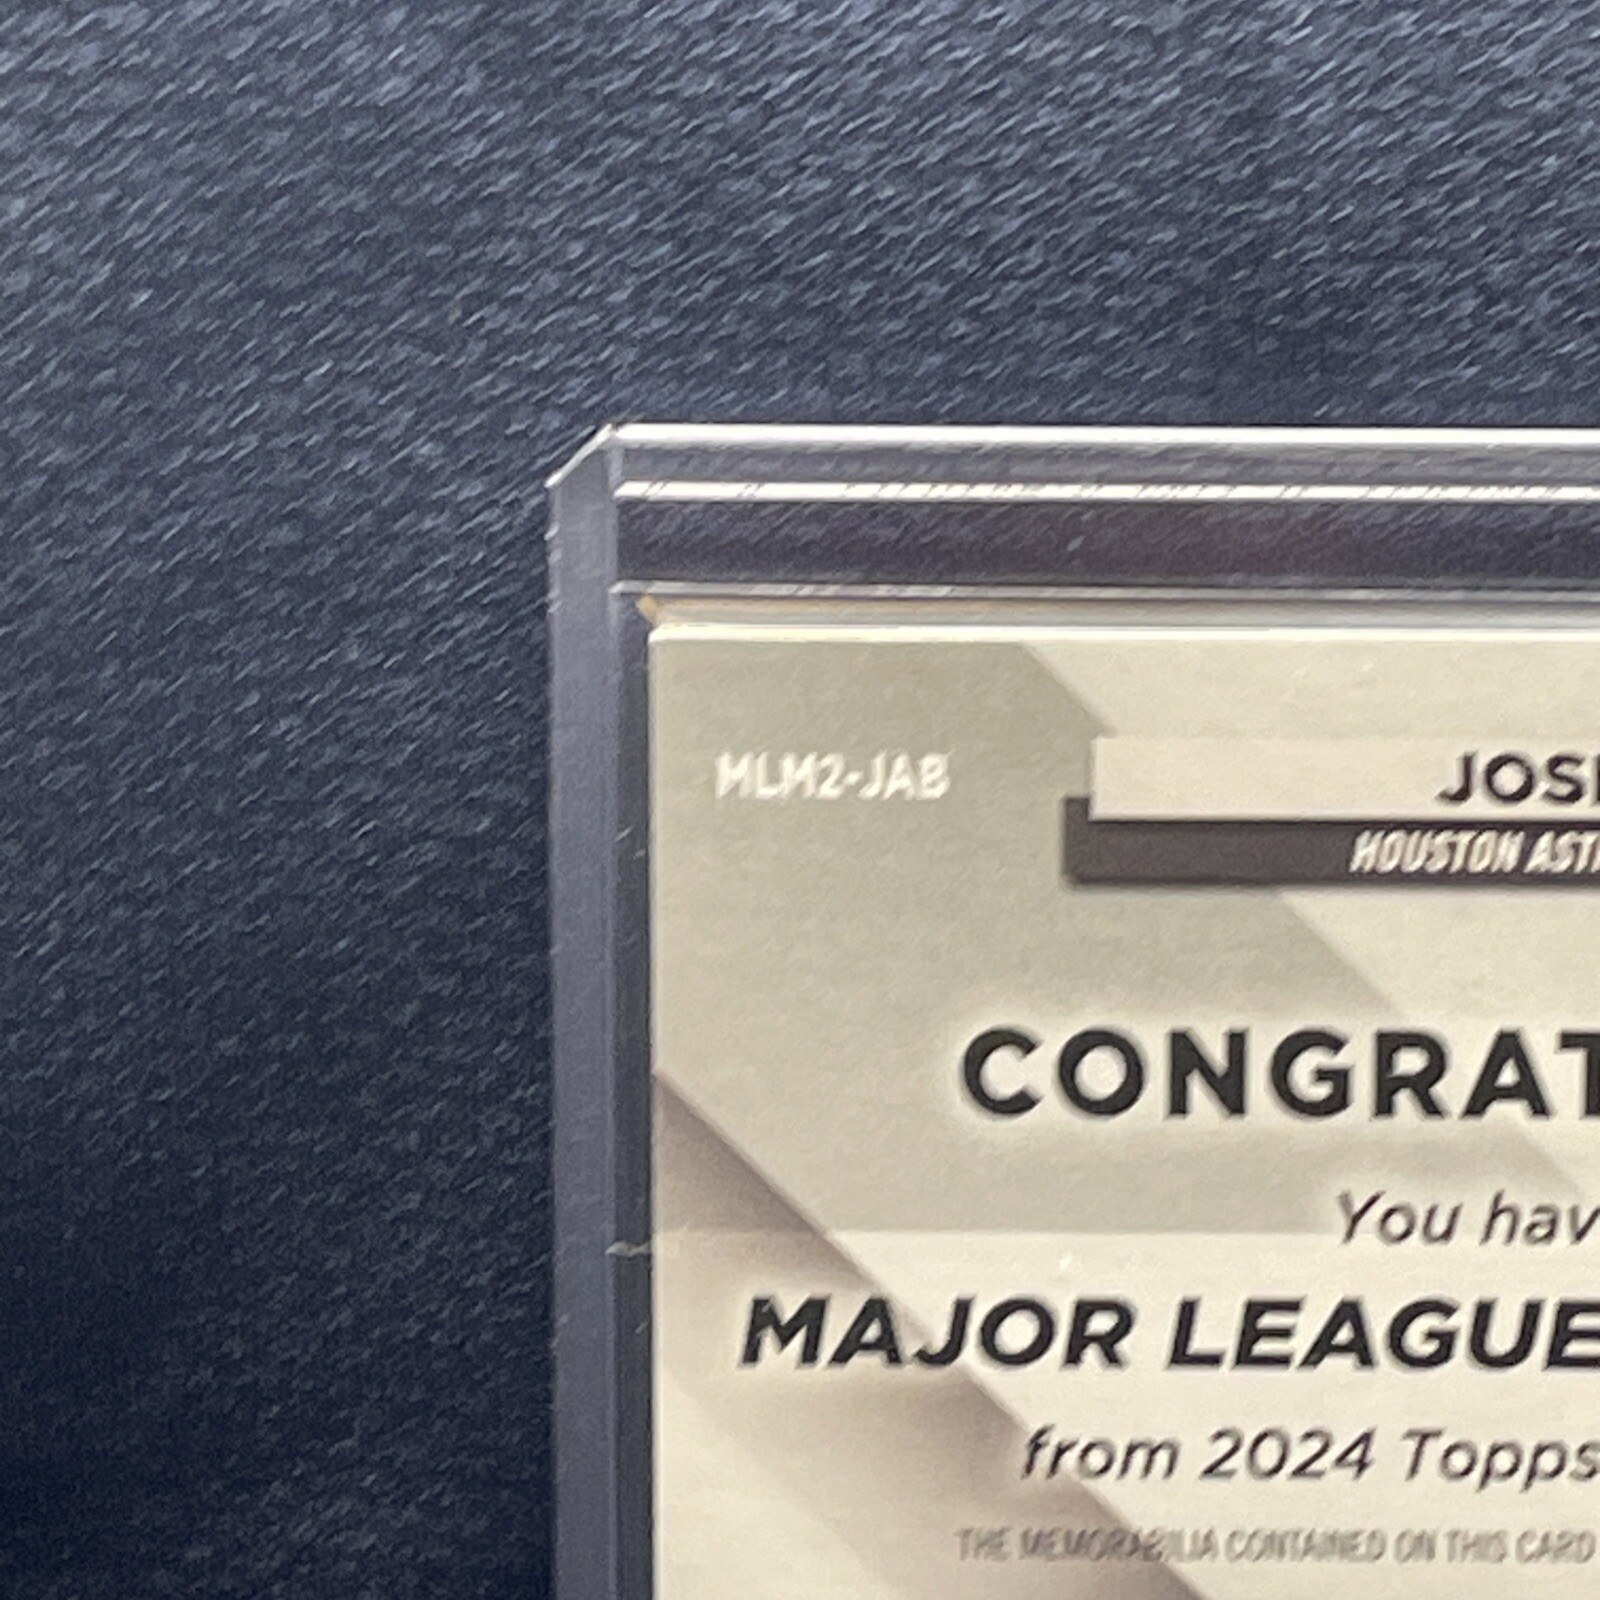 MLM2-JAB
JOS
HOUSTON AST
CONGRAT
You hav
MAJOR LEAGUE
from 2024 Topps
THE MEMORABILIA CONTAINED ON THIS CARD